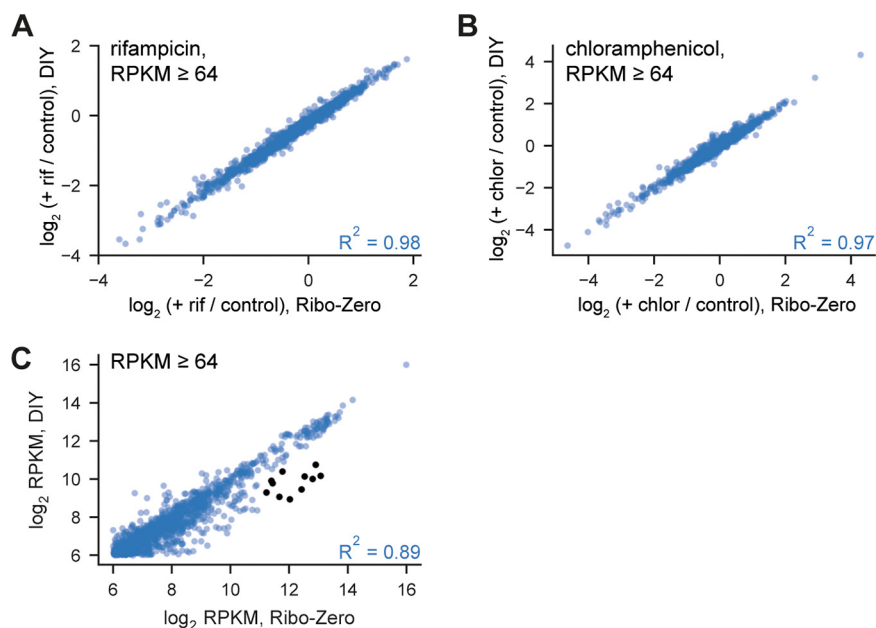 A
rifampicin,
RPKM ≥ 64
log₂ (+ rif / control), DIY
2
0
−2
−4
R² = 0.98
−4
−2
0
2
log₂ (+ rif / control), Ribo-Zero
B
chloramphenicol,
RPKM ≥ 64
log₂ (+ chlor / control), DIY
4
2
0
−2
−4
R² = 0.97
−4
−2
0
2
4
log₂ (+ chlor / control), Ribo-Zero
C
RPKM ≥ 64
log₂ RPKM, DIY
16
14
12
10
8
6
R² = 0.89
6
8
10
12
14
16
log₂ RPKM, Ribo-Zero